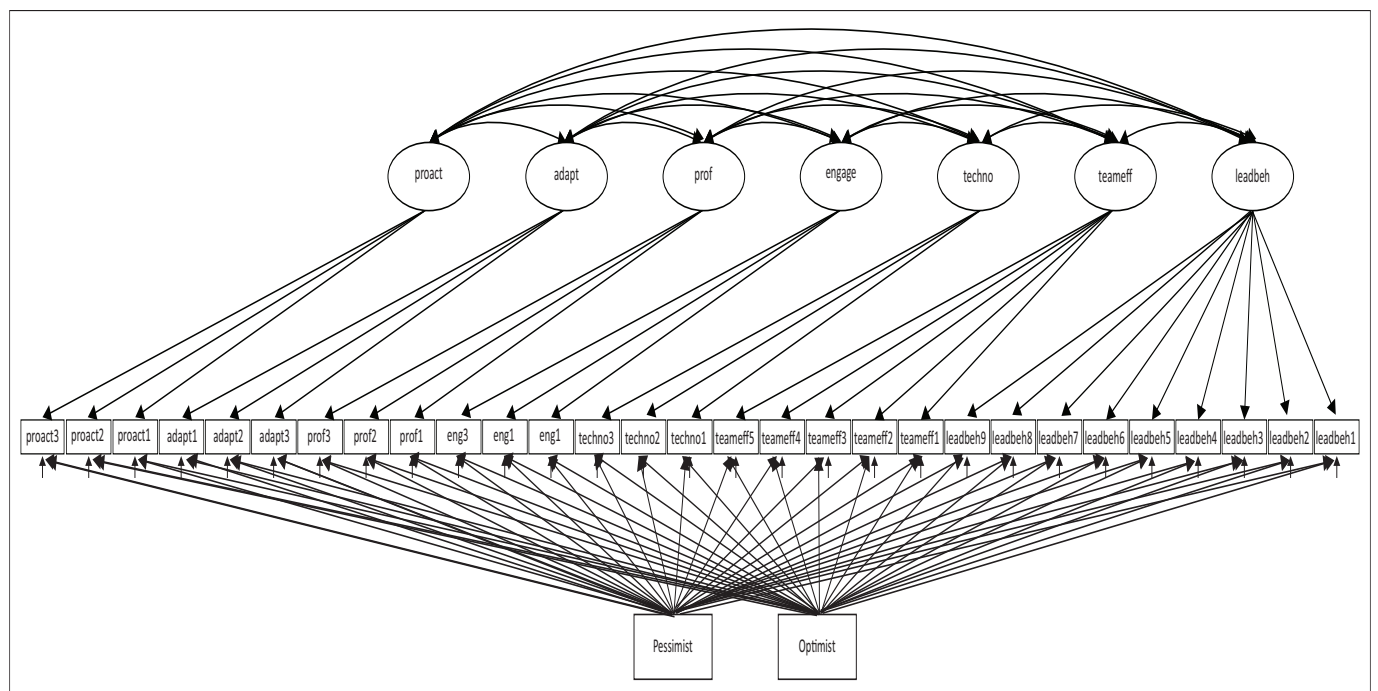 proact adapt prof engage techno teameff leadbeh
proact3 proact2 proact1 adapt1 adapt2 adapt3 prof3 prof2 prof1 eng3 eng1 eng1 techno3 techno2 techno1 teameff5 teameff4 teameff3 teameff2 teameff1 leadbeh9 leadbeh8 leadbeh7 leadbeh6 leadbeh5 leadbeh4 leadbeh3 leadbeh2 leadbeh1
Pessimist Optimist